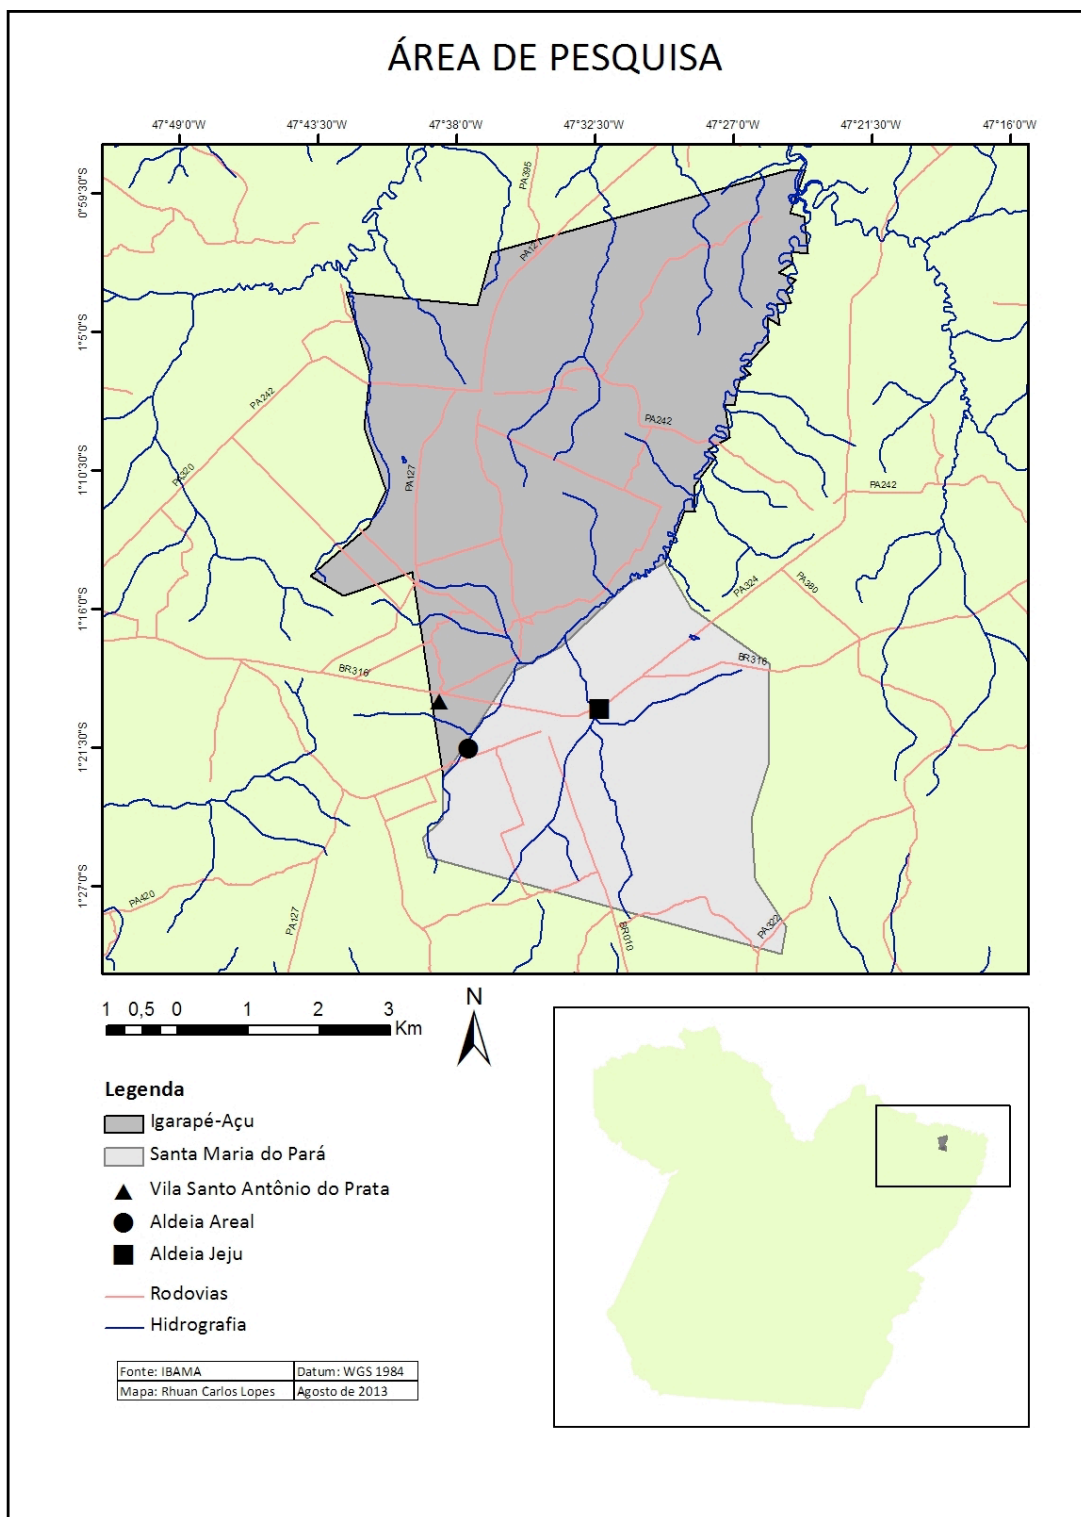 ÁREA DE PESQUISA
47°49'0"W 47°43'30"W 47°38'0"W 47°32'30"W 47°27'0"W 47°21'30"W 47°16'0"W
0°59'30"S
1°5'0"S
1°10'30"S
1°16'0"S
1°21'30"S
1°27'0"S
PA395
PA127
PA242
PA242
PA320
PA127
PA242
PA324
PA380
BR316
BR316
PA420
PA127
BR010
PA322
1 0,5 0 1 2 3
Km
N
Legenda
Igarapé-Açu
Santa Maria do Pará
Vila Santo Antônio do Prata
Aldeia Areal
Aldeia Jeju
Rodovias
Hidrografia
Fonte: IBAMA Datum: WGS 1984
Mapa: Rhuan Carlos Lopes Agosto de 2013